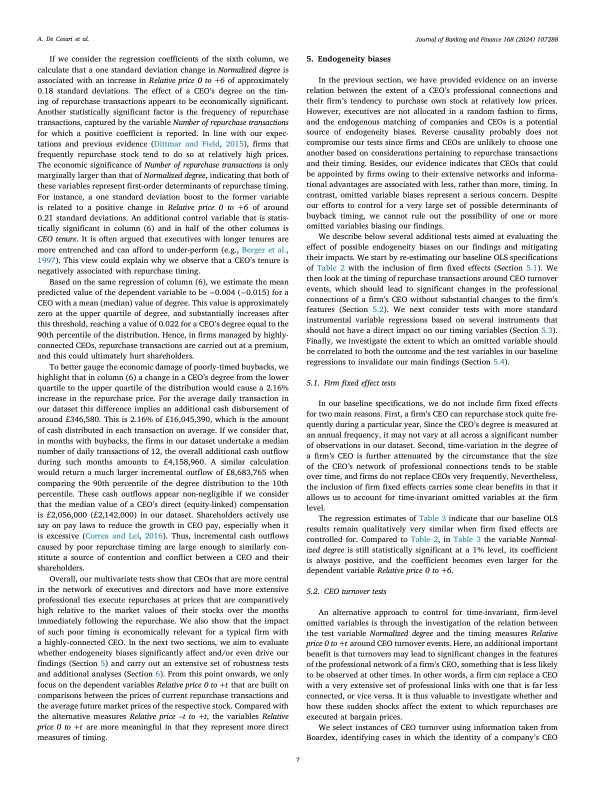 A. De Cesari et al.
Journal of Banking and Finance 168 (2024) 107288
If we consider the regression coefficients of the sixth column, we
calculate that a one standard deviation change in Normalized degree is
associated with an increase in Relative price 0 to +6 of approximately
0.18 standard deviations. The effect of a CEO's degree on the tim-
ing of repurchase transactions appears to be economically significant.
Another statistically significant factor is the frequency of repurchase
transactions, captured by the variable Number of repurchase transactions
for which a positive coefficient is reported. In line with our expec-
tations and previous evidence (Dittmar and Field, 2015), firms that
frequently repurchase stock tend to do so at relatively high prices.
The economic significance of Number of repurchase transactions is only
marginally larger than that of Normalized degree, indicating that both of
these variables represent first-order determinants of repurchase timing.
For instance, a one standard deviation boost to the former variable
is related to a positive change in Relative price 0 to +6 of around
0.21 standard deviations. An additional control variable that is statis-
tically significant in column (6) and in half of the other columns is
CEO tenure. It is often argued that executives with longer tenures are
more entrenched and can afford to under-perform (e.g., Berger et al.,
1997). This view could explain why we observe that a CEO's tenure is
negatively associated with repurchase timing.
Based on the same regression of column (6), we estimate the mean
predicted value of the dependent variable to be −0.004 (−0.015) for a
CEO with a mean (median) value of degree. This value is approximately
zero at the upper quartile of degree, and substantially increases after
this threshold, reaching a value of 0.022 for a CEO's degree equal to the
90th percentile of the distribution. Hence, in firms managed by highly-
connected CEOs, repurchase transactions are carried out at a premium,
and this could ultimately hurt shareholders.
To better gauge the economic damage of poorly-timed buybacks, we
highlight that in column (6) a change in a CEO's degree from the lower
quartile to the upper quartile of the distribution would cause a 2.16%
increase in the repurchase price. For the average daily transaction in
our dataset this difference implies an additional cash disbursement of
around £346,580. This is 2.16% of £16,045,390, which is the amount
of cash distributed in each transaction on average. If we consider that,
in months with buybacks, the firms in our dataset undertake a median
number of daily transactions of 12, the overall additional cash outflow
during such months amounts to £4,158,960. A similar calculation
would return a much larger incremental outflow of £8,683,765 when
comparing the 90th percentile of the degree distribution to the 10th
percentile. These cash outflows appear non-negligible if we consider
that the median value of a CEO's direct (equity-linked) compensation
is £2,056,000 (£2,142,000) in our dataset. Shareholders actively use
say on pay laws to reduce the growth in CEO pay, especially when it
is excessive (Correa and Lel, 2016). Thus, incremental cash outflows
caused by poor repurchase timing are large enough to similarly con-
stitute a source of contention and conflict between a CEO and their
shareholders.
Overall, our multivariate tests show that CEOs that are more central
in the network of executives and directors and have more extensive
professional ties execute repurchases at prices that are comparatively
high relative to the market values of their stocks over the months
immediately following the repurchase. We also show that the impact
of such poor timing is economically relevant for a typical firm with
a highly-connected CEO. In the next two sections, we aim to evaluate
whether endogeneity biases significantly affect and/or even drive our
findings (Section 5) and carry out an extensive set of robustness tests
and additional analyses (Section 6). From this point onwards, we only
focus on the dependent variables Relative price 0 to +t that are built on
comparisons between the prices of current repurchase transactions and
the average future market prices of the respective stock. Compared with
the alternative measures Relative price −t to +t, the variables Relative
price 0 to +t are more meaningful in that they represent more direct
measures of timing.
5. Endogeneity biases
In the previous section, we have provided evidence on an inverse
relation between the extent of a CEO's professional connections and
their firm's tendency to purchase own stock at relatively low prices.
However, executives are not allocated in a random fashion to firms,
and the endogenous matching of companies and CEOs is a potential
source of endogeneity biases. Reverse causality probably does not
compromise our tests since firms and CEOs are unlikely to choose one
another based on considerations pertaining to repurchase transactions
and their timing. Besides, our evidence indicates that CEOs that could
be appointed by firms owing to their extensive networks and informa-
tional advantages are associated with less, rather than more, timing. In
contrast, omitted variable biases represent a serious concern. Despite
our efforts to control for a very large set of possible determinants of
buyback timing, we cannot rule out the possibility of one or more
omitted variables biasing our findings.
We describe below several additional tests aimed at evaluating the
effect of possible endogeneity biases on our findings and mitigating
their impacts. We start by re-estimating our baseline OLS specifications
of Table 2 with the inclusion of firm fixed effects (Section 5.1). We
then look at the timing of repurchase transactions around CEO turnover
events, which should lead to significant changes in the professional
connections of a firm's CEO without substantial changes to the firm's
features (Section 5.2). We next consider tests with more standard
instrumental variable regressions based on several instruments that
should not have a direct impact on our timing variables (Section 5.3).
Finally, we investigate the extent to which an omitted variable should
be correlated to both the outcome and the test variables in our baseline
regressions to invalidate our main findings (Section 5.4).
5.1. Firm fixed effect tests
In our baseline specifications, we do not include firm fixed effects
for two main reasons. First, a firm's CEO can repurchase stock quite fre-
quently during a particular year. Since the CEO's degree is measured at
an annual frequency, it may not vary at all across a significant number
of observations in our dataset. Second, time-variation in the degree of
a firm's CEO is further attenuated by the circumstance that the size
of the CEO's network of professional connections tends to be stable
over time, and firms do not replace CEOs very frequently. Nevertheless,
the inclusion of firm fixed effects carries some clear benefits in that it
allows us to account for time-invariant omitted variables at the firm
level.
The regression estimates of Table 3 indicate that our baseline OLS
results remain qualitatively very similar when firm fixed effects are
controlled for. Compared to Table 2, in Table 3 the variable Normal-
ized degree is still statistically significant at a 1% level, its coefficient
is always positive, and the coefficient becomes even larger for the
dependent variable Relative price 0 to +6.
5.2. CEO turnover tests
An alternative approach to control for time-invariant, firm-level
omitted variables is through the investigation of the relation between
the test variable Normalized degree and the timing measures Relative
price 0 to +t around CEO turnover events. Here, an additional important
benefit is that turnovers may lead to significant changes in the features
of the professional network of a firm's CEO, something that is less likely
to be observed at other times. In other words, a firm can replace a CEO
with a very extensive set of professional links with one that is far less
connected, or vice versa. It is thus valuable to investigate whether and
how these sudden shocks affect the extent to which repurchases are
executed at bargain prices.
We select instances of CEO turnover using information taken from
Boardex, identifying cases in which the identity of a company's CEO
7